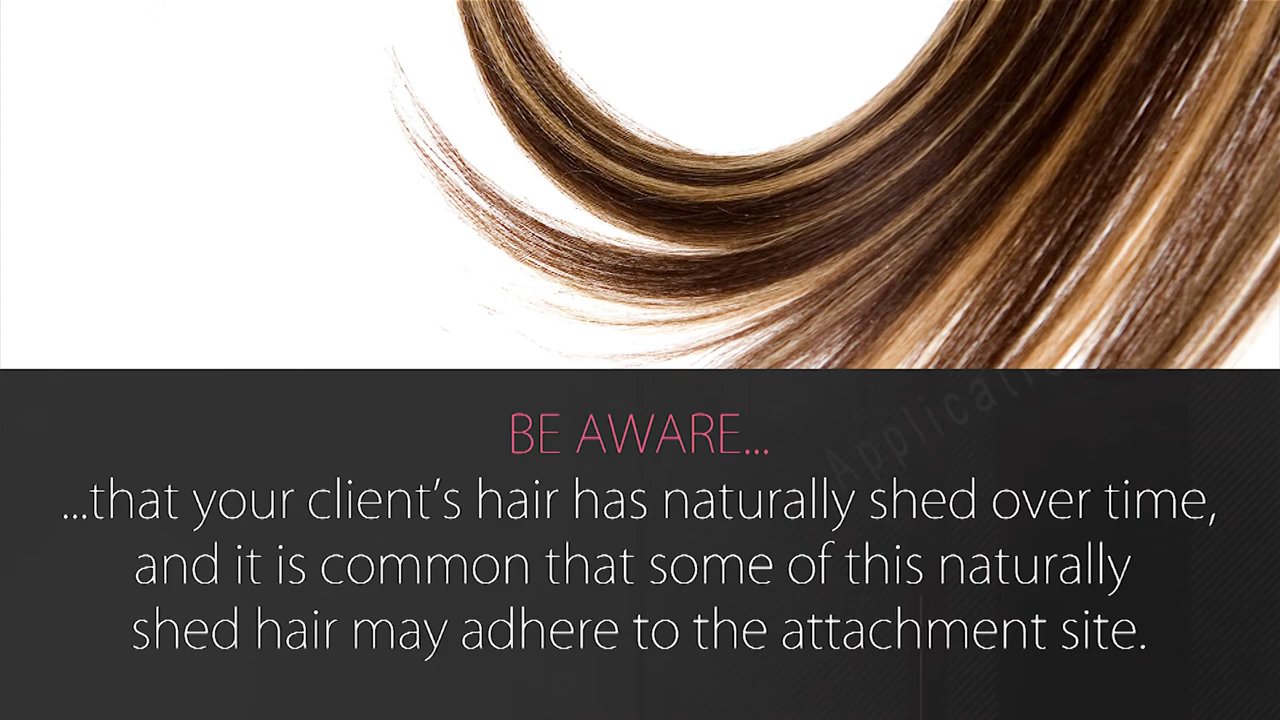 BE AWARE...
...that your client's hair has naturally shed over time,
and it is common that some of this naturally
shed hair may adhere to the attachment site.